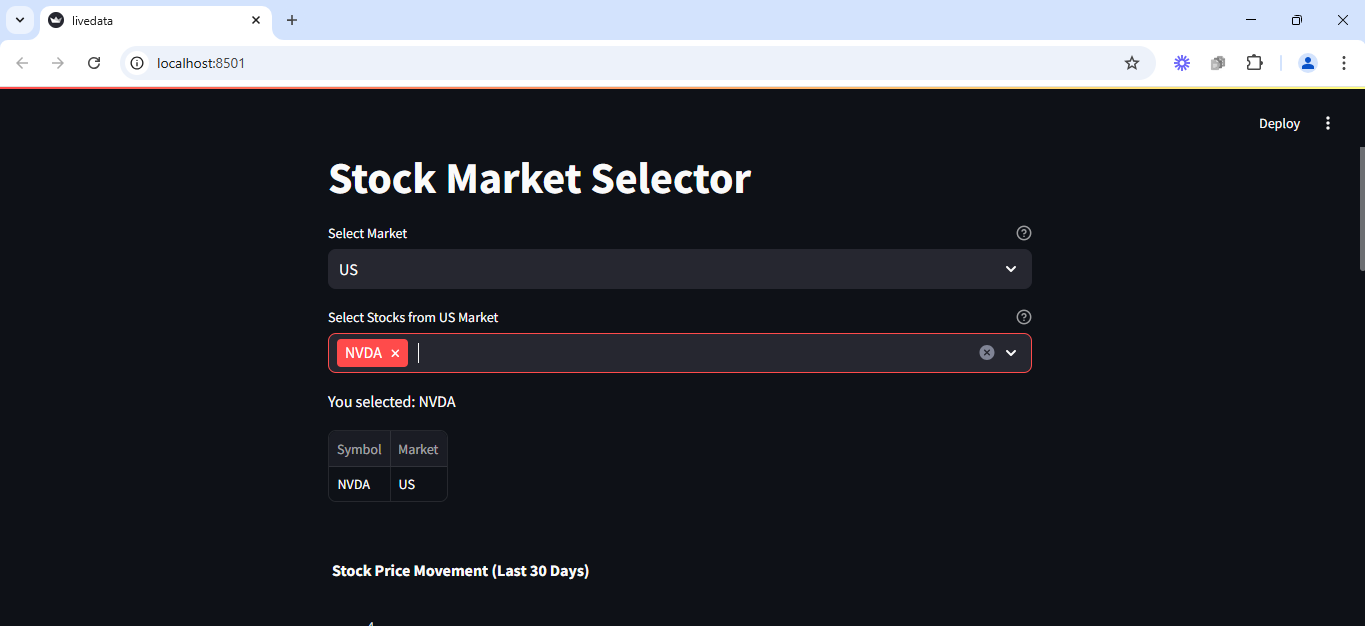 livedata
localhost:8501
Deploy
Stock Market Selector
Select Market
US
Select Stocks from US Market
NVDA
You selected: NVDA
Symbol Market
NVDA US
Stock Price Movement (Last 30 Days)